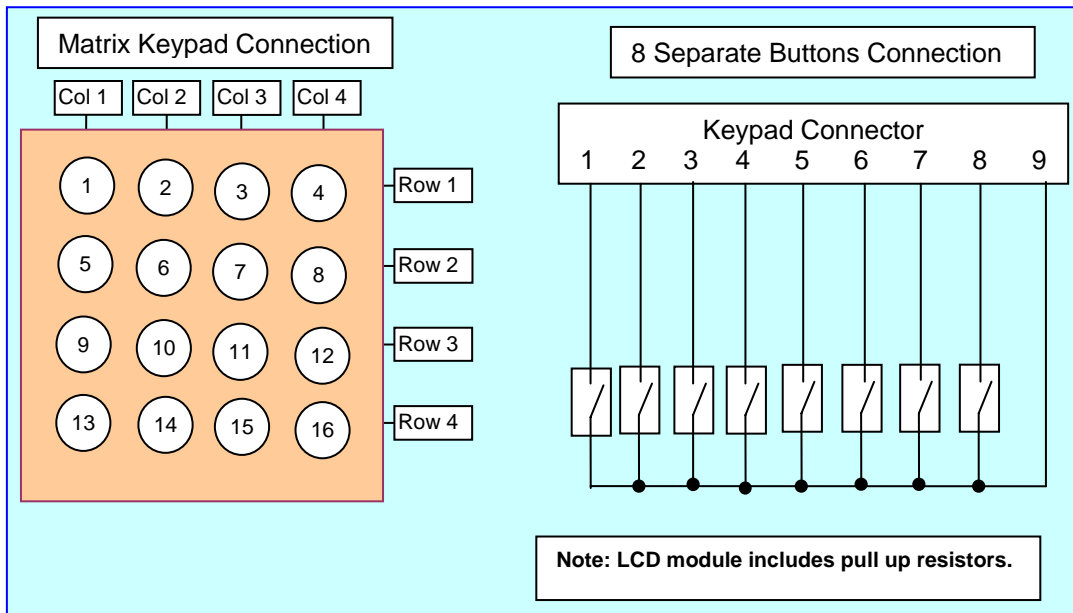 Matrix Keypad Connection
Col 1 Col 2 Col 3 Col 4
1 2 3 4 Row 1
5 6 7 8 Row 2
9 10 11 12 Row 3
13 14 15 16 Row 4
8 Separate Buttons Connection
Keypad Connector
1 2 3 4 5 6 7 8 9
Note: LCD module includes pull up resistors.